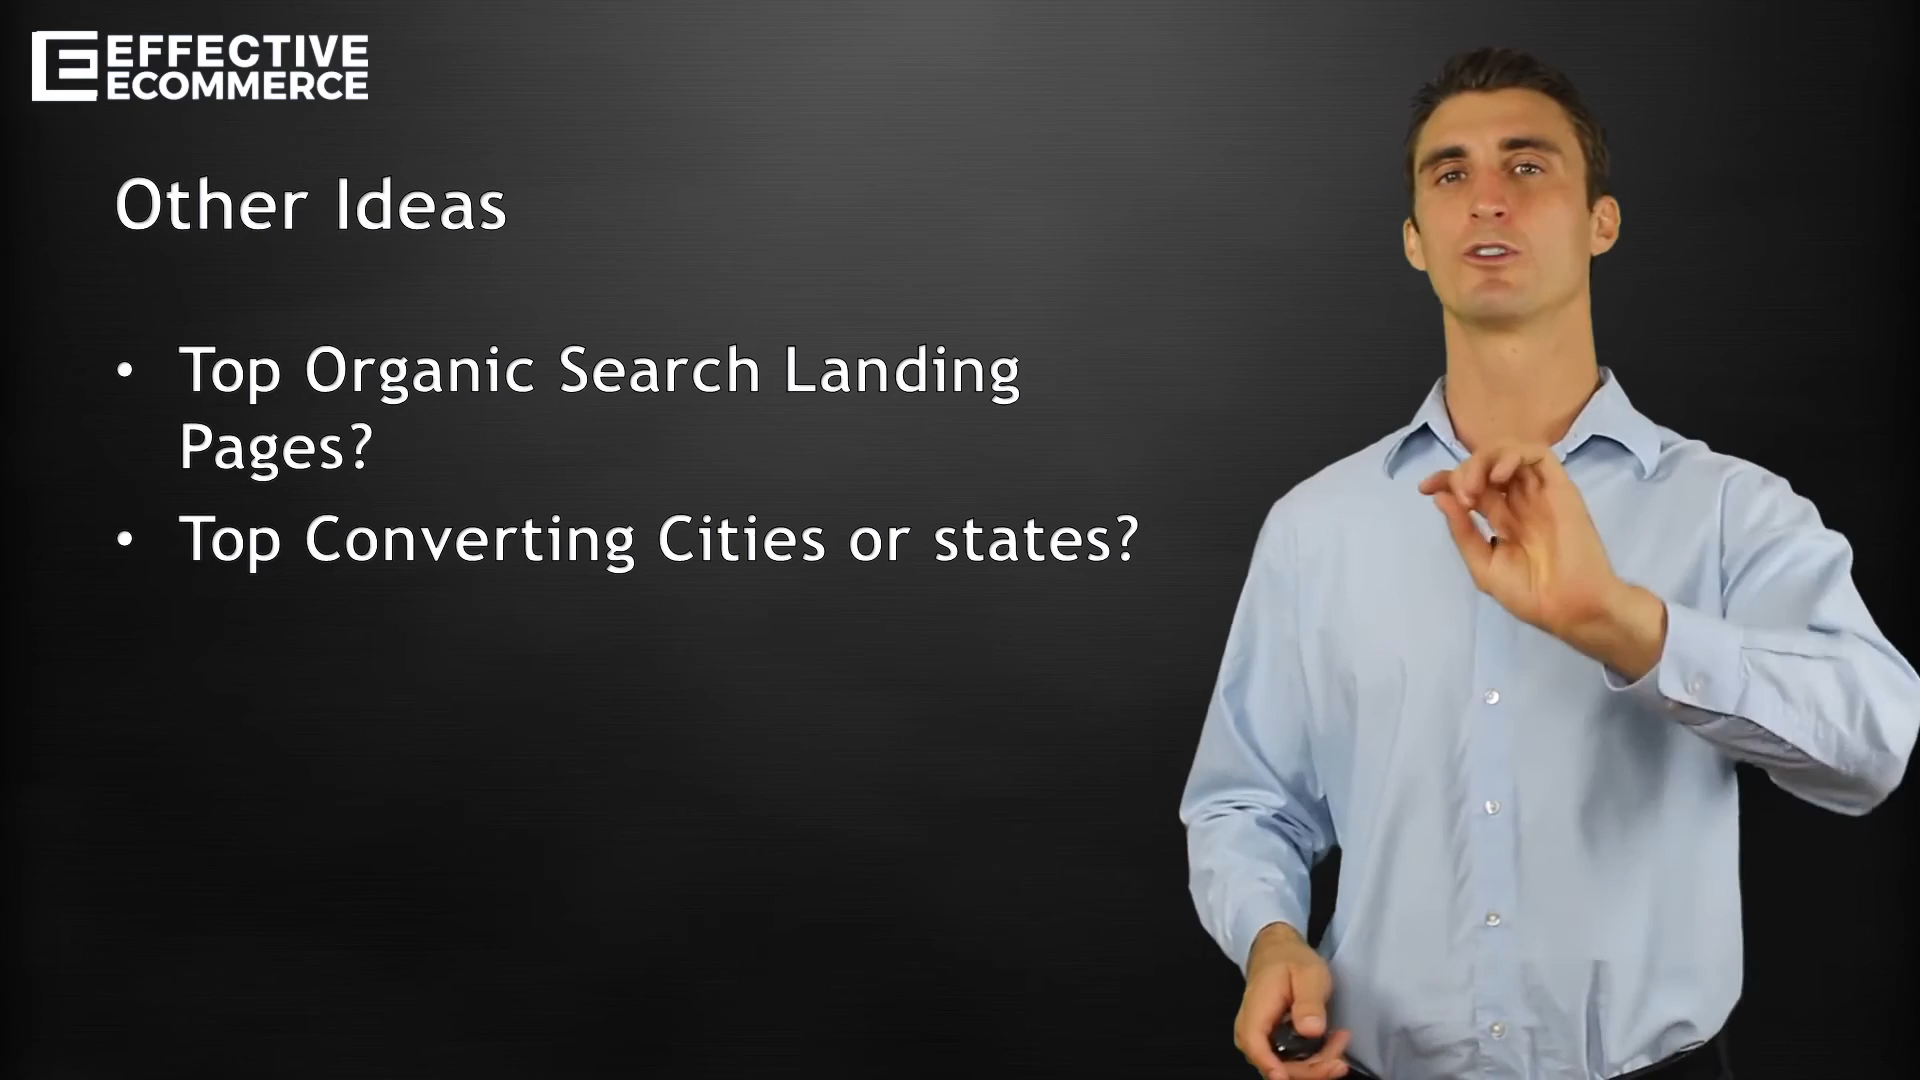 EFFECTIVE
ECOMMERCE
Other Ideas
• Top Organic Search Landing
Pages?
• Top Converting Cities or states?